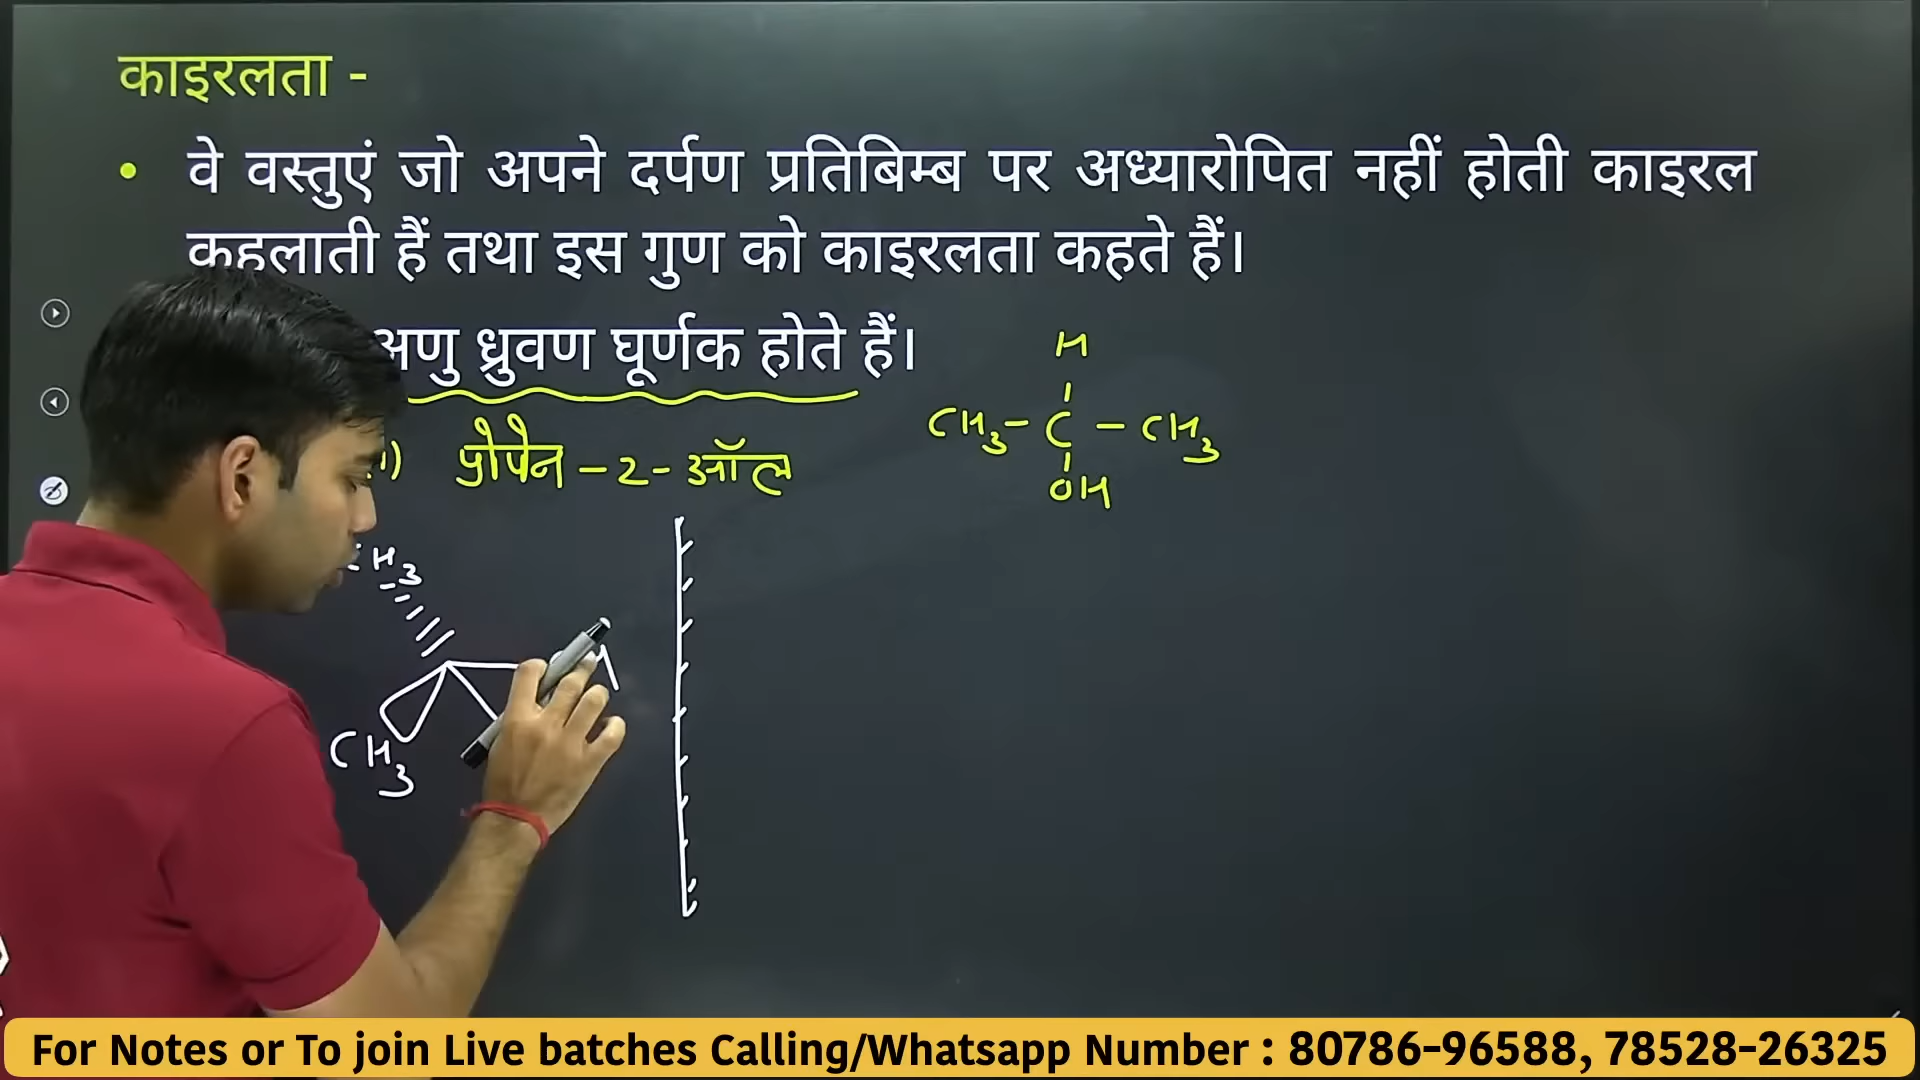 काइरलता -
• वे वस्तुएं जो अपने दर्पण प्रतिबिम्ब पर अध्यारोपित नहीं होती काइरल
कहलाती हैं तथा इस गुण को काइरलता कहते हैं।
अणु ध्रुवण घूर्णक होते हैं।
प्रोपेन - 2 - ऑल
H
CH3 - C - CH3
OH
H3
CH3
For Notes or To join Live batches Calling/Whatsapp Number : 80786-96588, 78528-26325